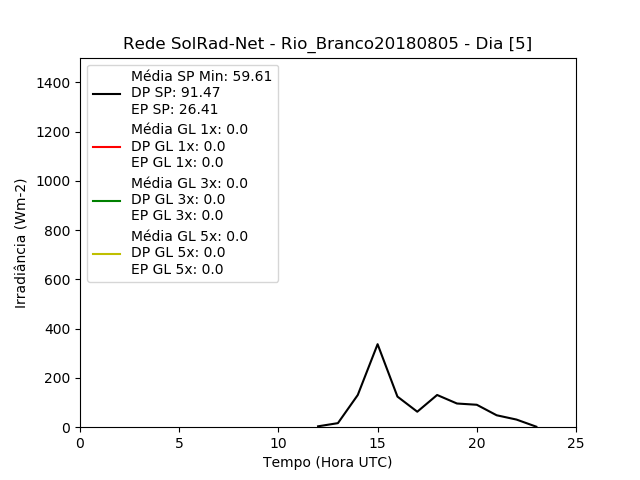 Rede SolRad-Net - Rio_Branco20180805 - Dia [5]
Média SP Min: 59.61
DP SP: 91.47
EP SP: 26.41
Média GL 1x: 0.0
DP GL 1x: 0.0
EP GL 1x: 0.0
Média GL 3x: 0.0
DP GL 3x: 0.0
EP GL 3x: 0.0
Média GL 5x: 0.0
DP GL 5x: 0.0
EP GL 5x: 0.0
Irradiância (Wm-2)
1400
1200
1000
800
600
400
200
0
0 5 10 15 20 25
Tempo (Hora UTC)